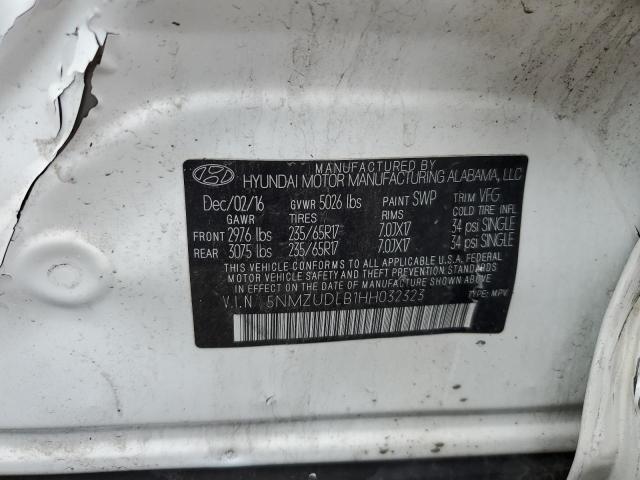 MANUFACTURED BY
HYUNDAI MOTOR MANUFACTURING ALABAMA, LLC
Dec/02/16 GVWR 5026 lbs PAINT SWP TRIM VFG
GAWR TIRES RIMS COLD TIRE INFL
FRONT 2976 lbs 235/65R17 7.0JX17 34 psi SINGLE
REAR 3075 lbs 235/65R17 7.0JX17 34 psi SINGLE
THIS VEHICLE CONFORMS TO ALL APPLICABLE U.S.A FEDERAL
MOTOR VEHICLE SAFETY AND BUMPER STANDARDS
IN EFFECT ON THE DATE OF MANUFACTURE SHOWN ABOVE.
V.I.N 5NMZUDLB1HH032323
TYPE: MPV